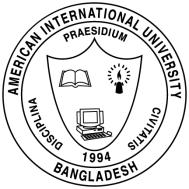 AMERICAN INTERNATIONAL UNIVERSITY
PRAESIDIUM
DISCIPLINA
CIVITATIS
1994
BANGLADESH